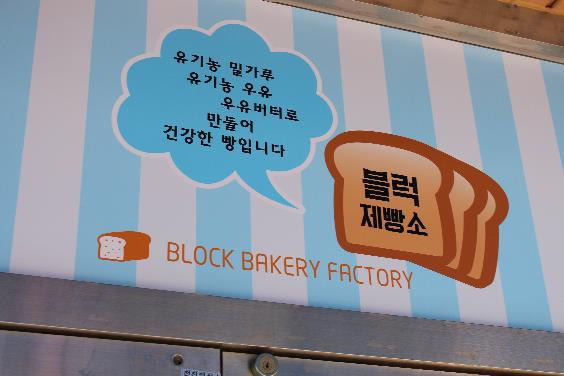 유기농 밀가루
유기농 우유
우유버터로
만들어
건강한 빵입니다
블럭
제빵소
BLOCK BAKERY FACTORY